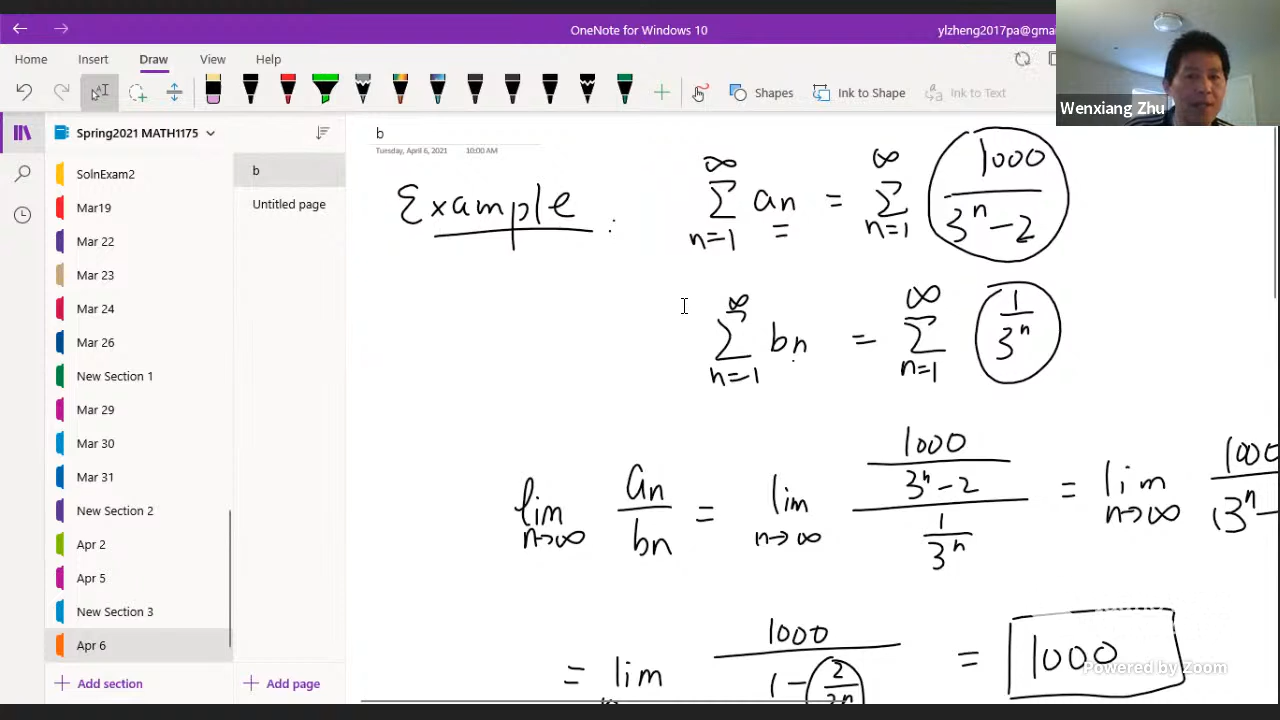 OneNote for Windows 10
ylzheng2017pa@gma
Home Insert Draw View Help
Shapes Ink to Shape Ink to Text
Wenxiang Zhu
Spring2021 MATH1175
SolnExam2
Mar19
Mar 22
Mar 23
Mar 24
Mar 26
New Section 1
Mar 29
Mar 30
Mar 31
New Section 2
Apr 2
Apr 5
New Section 3
Apr 6
Add section
b
Untitled page
Add page
b
Tuesday, April 6, 2021 10:00 AM
Example : ∞ Σ n=1 an = ∞ Σ n=1 1000 / 3^n − 2
∞ Σ n=1 bn = ∞ Σ n=1 1 / 3^n
lim n→∞ an / bn = lim n→∞ 1000 / 3^n − 2 / 1 / 3^n = lim n→∞ 1000 / (3^n −
= lim 1000 / 1 − 2 / = 1000
Powered by Zoom